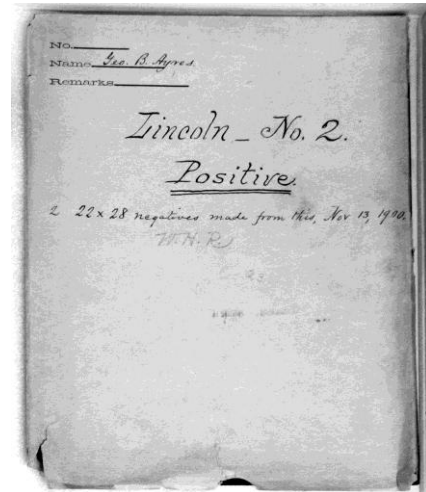 No.
Name Geo. B. Ayres
Remarks
Lincoln _ No. 2.
Positive.
2 22 x 28 negatives made from this, Nov 13, 1900.
W.H.R.